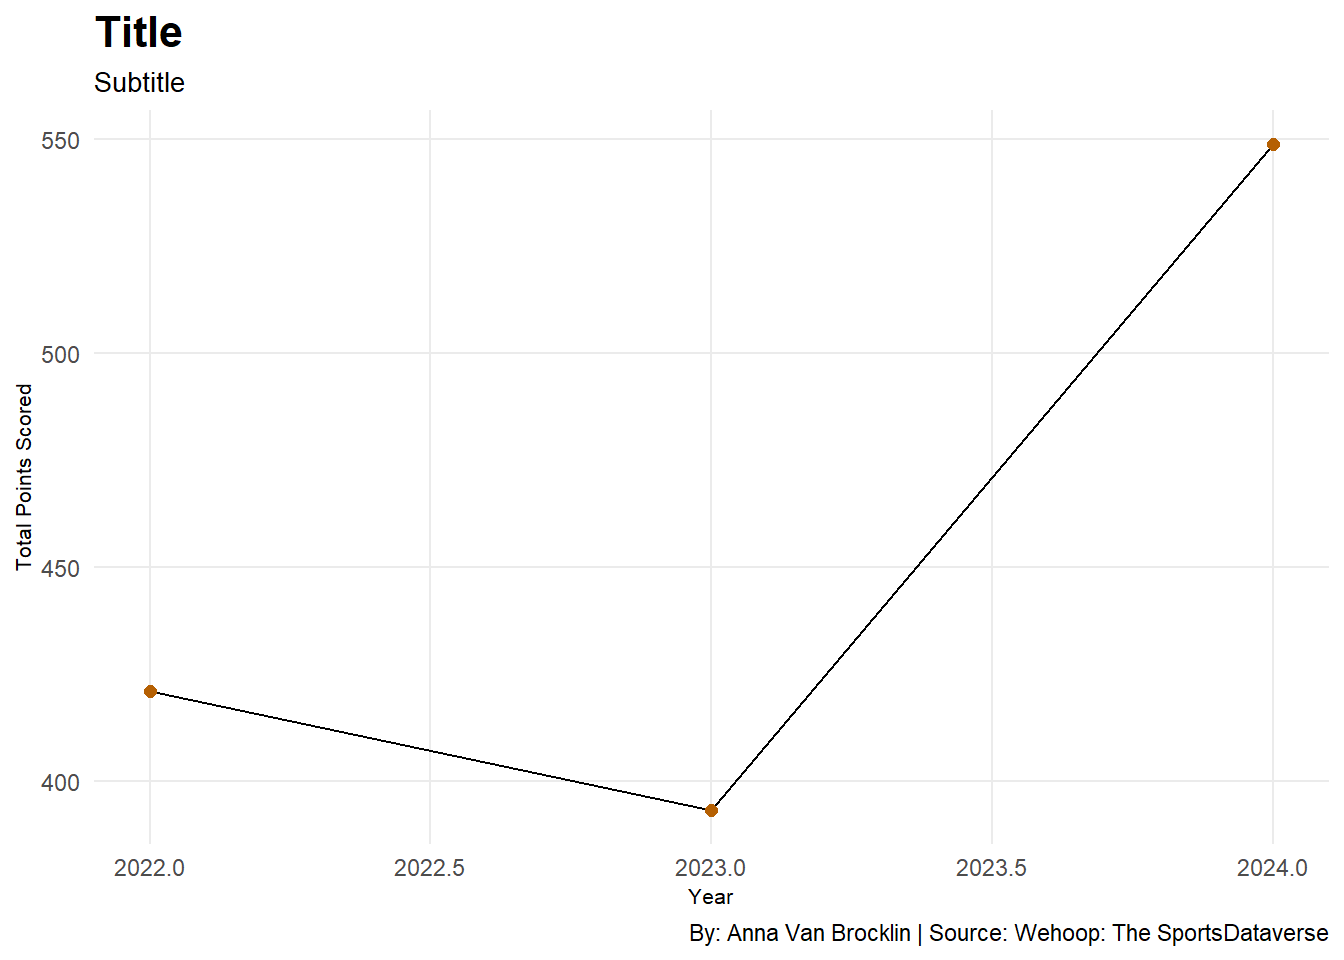 Title
Subtitle
550
500
450
400
Total Points Scored
2022.0 2022.5 2023.0 2023.5 2024.0
Year
By: Anna Van Brocklin | Source: Wehoop: The SportsDataverse